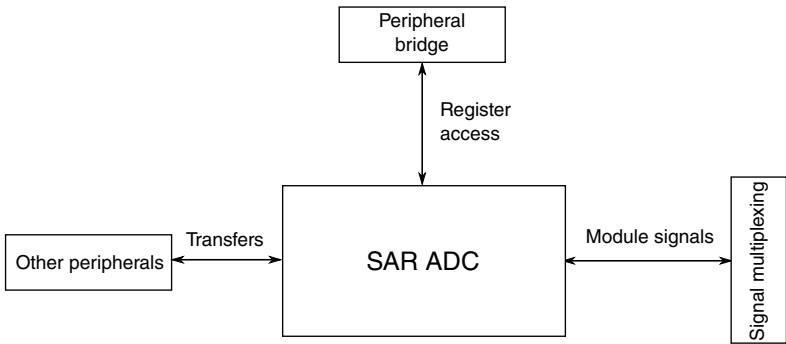 Peripheral
bridge
Register
access
Transfers
Other peripherals
SAR ADC
Module signals
Signal multiplexing